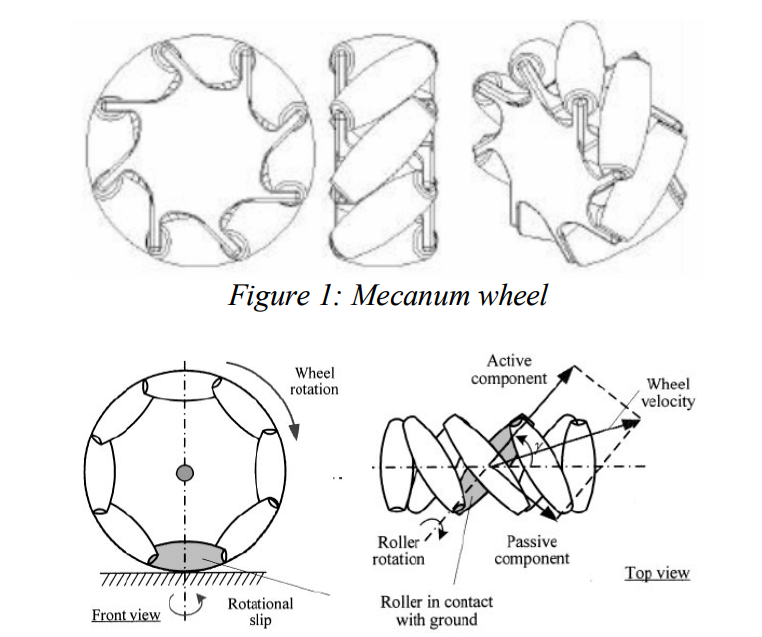 Figure 1: Mecanum wheel
Wheel
rotation
Front view
Rotational
slip
Active
component
Wheel
velocity
γ
Roller
rotation
Passive
component
Roller in contact
with ground
Top view